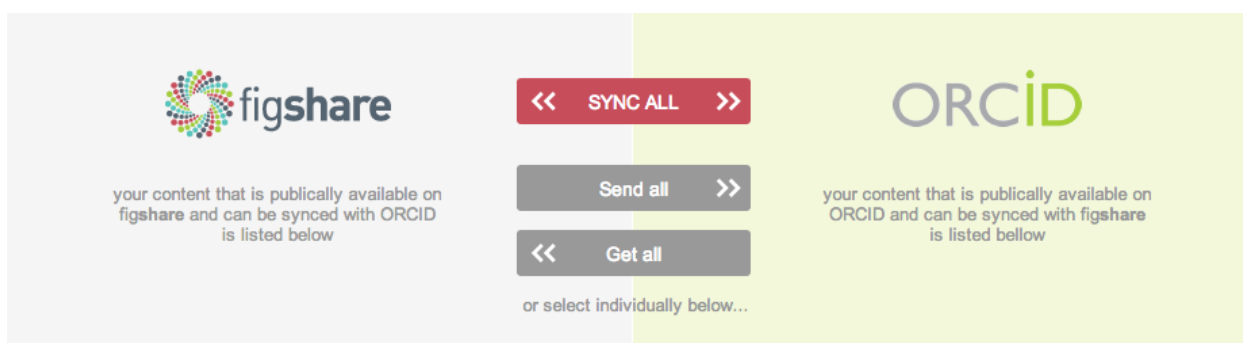 figshare
your content that is publically available on
figshare and can be synced with ORCID
is listed below
<< SYNC ALL >>
Send all >>
<< Get all
or select individually below...
ORCiD
your content that is publically available on
ORCID and can be synced with figshare
is listed bellow